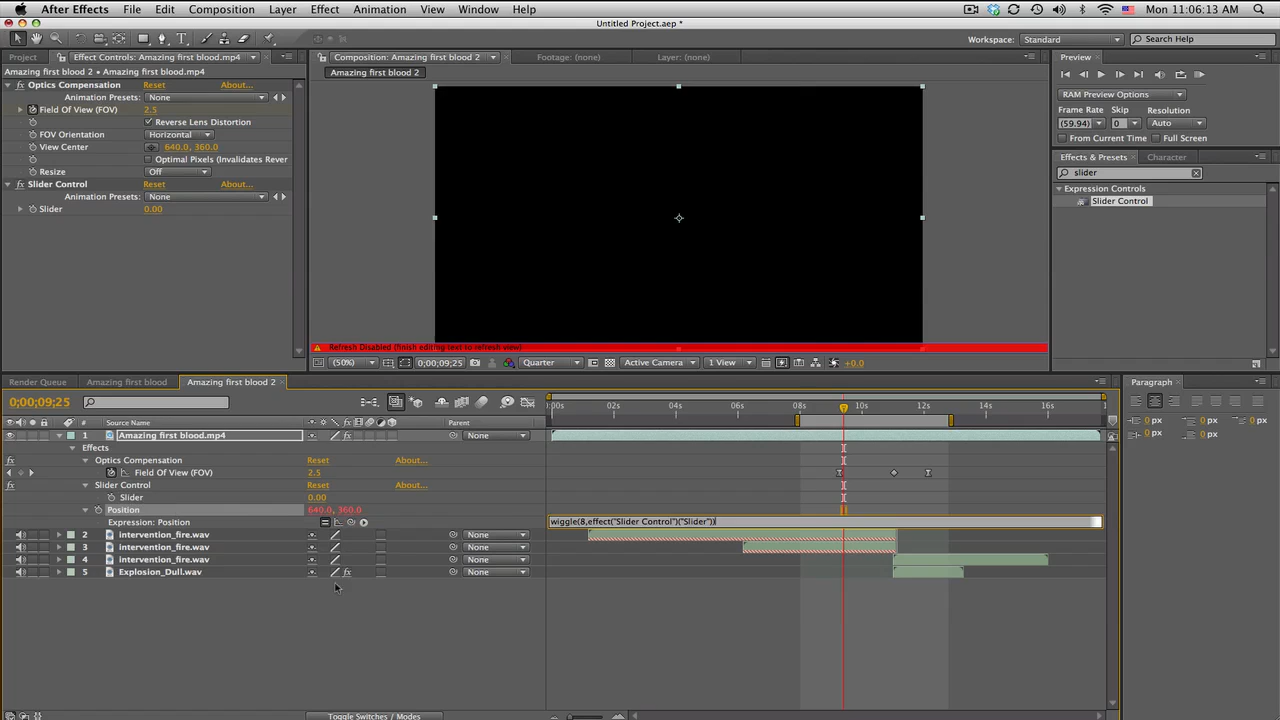 After Effects File Edit Composition Layer Effect Animation View Window Help Mon 11:06:13 AM
Untitled Project.aep *
Workspace: Standard Search Help
Project Effect Controls: Amazing first blood.mp4 Composition: Amazing first blood 2 Footage: (none) Layer: (none) Preview
Amazing first blood 2 • Amazing first blood.mp4 Amazing first blood 2
Optics Compensation Reset About...
Animation Presets: None
Field Of View (FOV) 2.5
Reverse Lens Distortion
FOV Orientation Horizontal
View Center 640.0, 360.0
Optimal Pixels (Invalidates Rever
Resize Off
Slider Control Reset About...
Animation Presets: None
Slider 0.00
RAM Preview Options
Frame Rate Skip Resolution
(59.94) 0 Auto
From Current Time Full Screen
Effects & Presets Character
slider
Expression Controls
Slider Control
Refresh Disabled (finish editing text to refresh view)
(50%) 0;00;09;25 Quarter Active Camera 1 View +0.0
Render Queue Amazing first blood Amazing first blood 2 Paragraph
0;00;09;25
:00s 02s 04s 06s 08s 10s 12s 14s 16s 1
# Source Name Parent
1 Amazing first blood.mp4 None
Effects
Optics Compensation Reset About...
Field Of View (FOV) 2.5
Slider Control Reset About...
Slider 0.00
Position 640.0, 360.0
Expression: Position wiggle(8,effect("Slider Control")("Slider"))
2 intervention_fire.wav None
3 intervention_fire.wav None
4 intervention_fire.wav None
5 Explosion_Dull.wav None
0 px 0 px 0 px
0 px 0 px
Toggle Switches / Modes